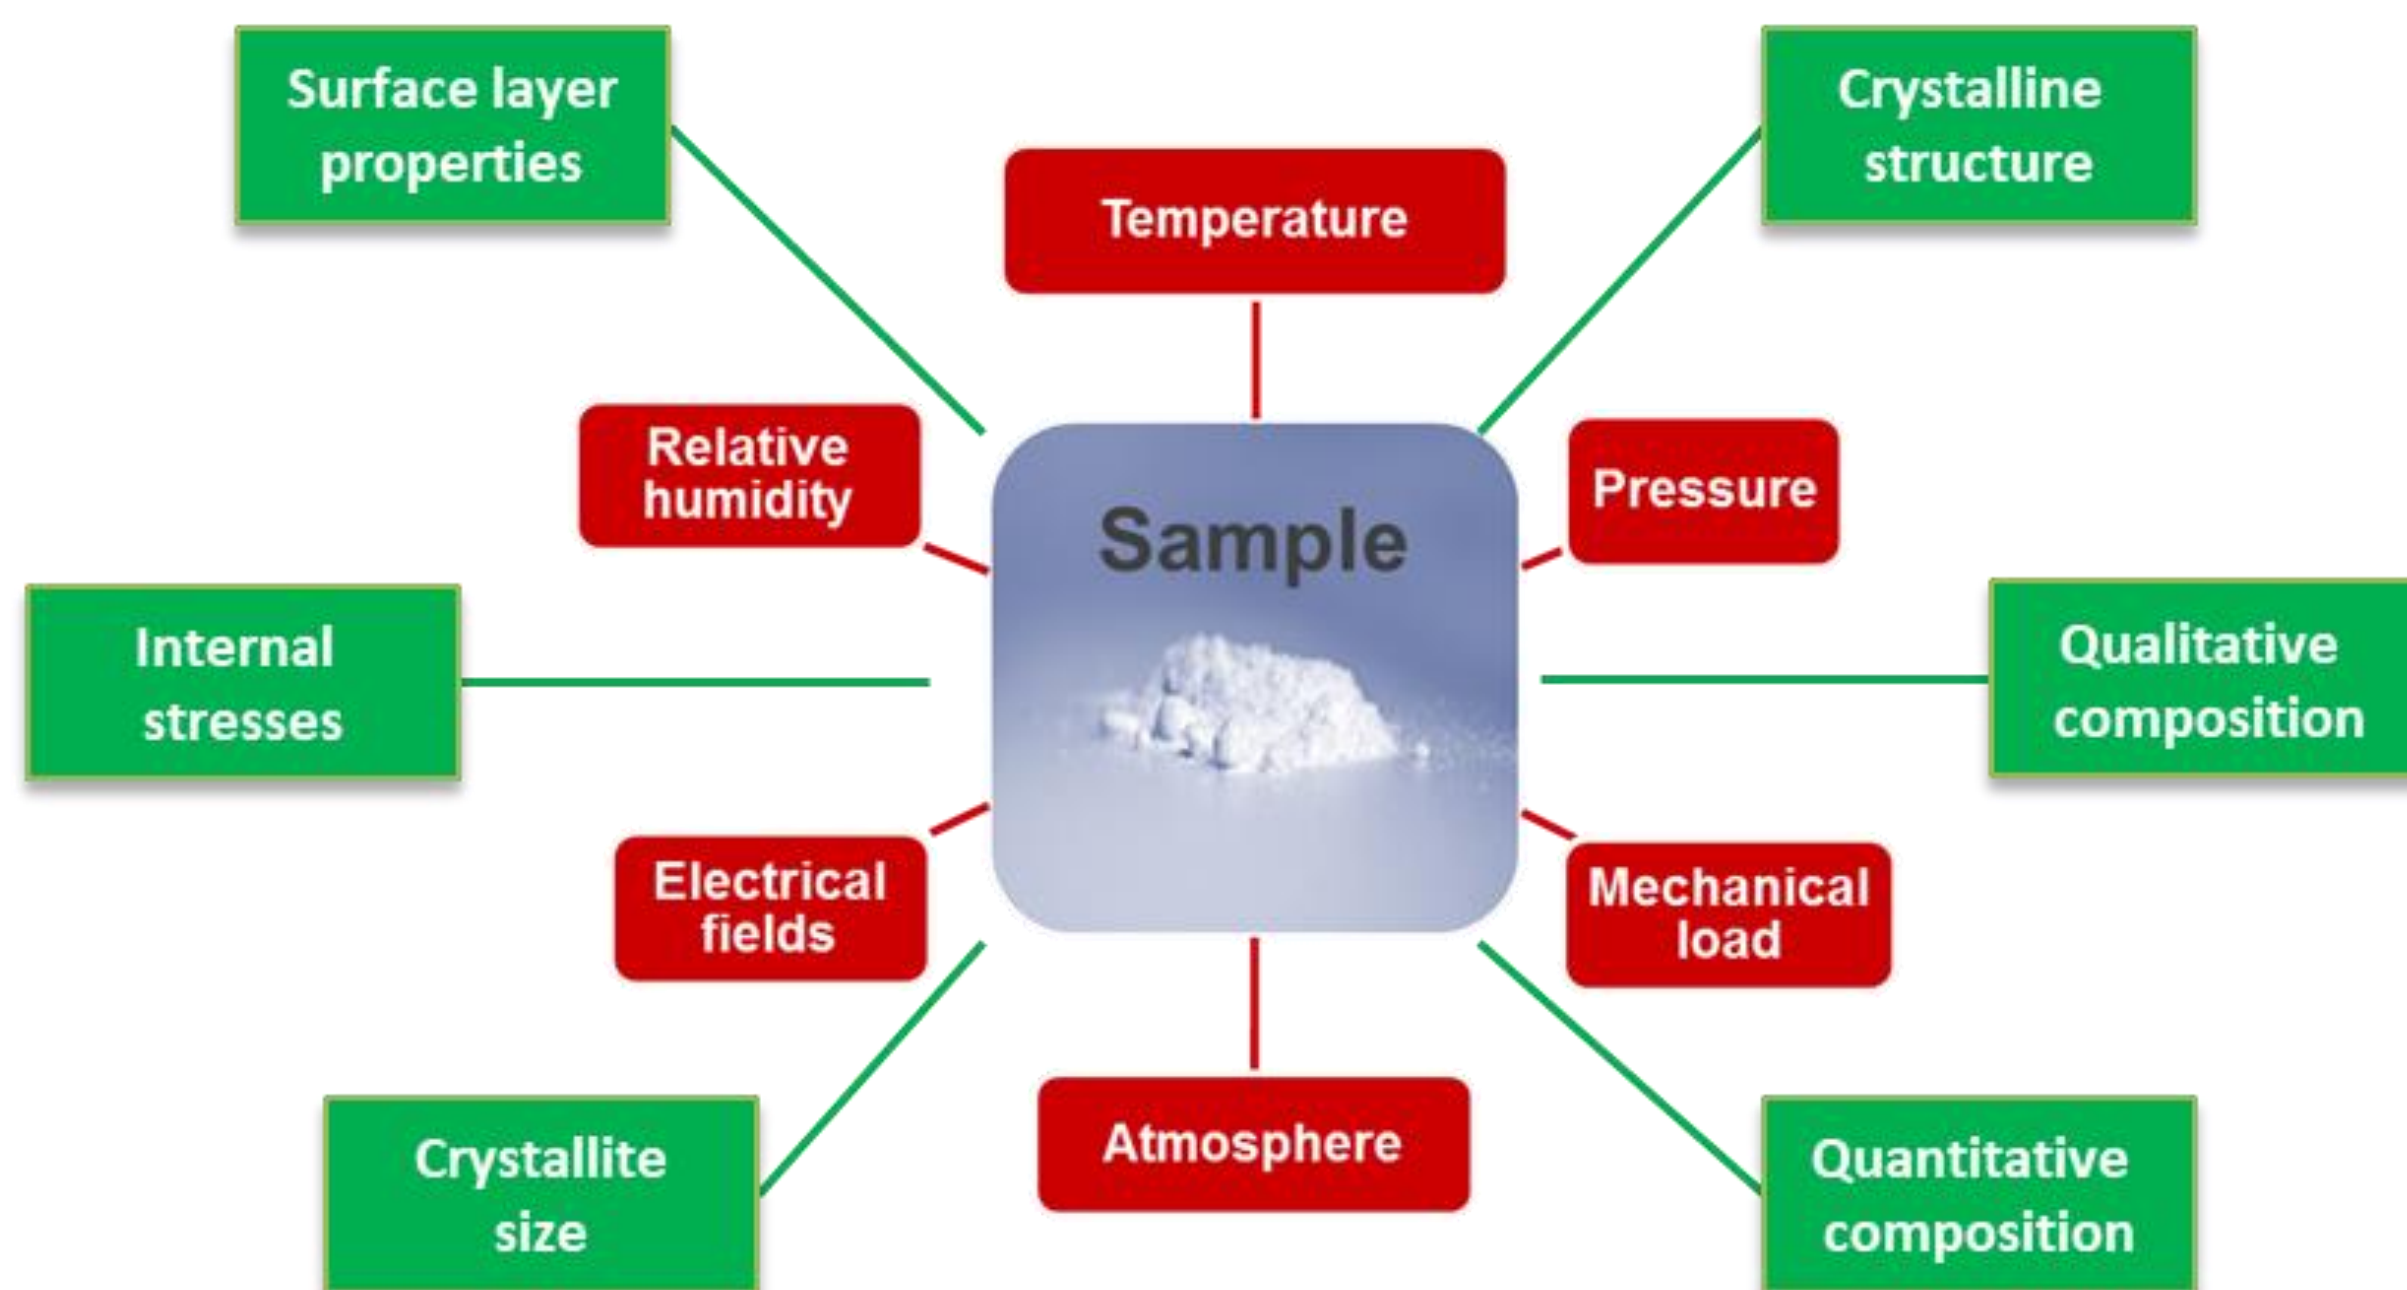 Surface layer
properties
Crystalline
structure
Temperature
Relative
humidity
Pressure
Sample
Internal
stresses
Qualitative
composition
Electrical
fields
Mechanical
load
Atmosphere
Crystallite
size
Quantitative
composition